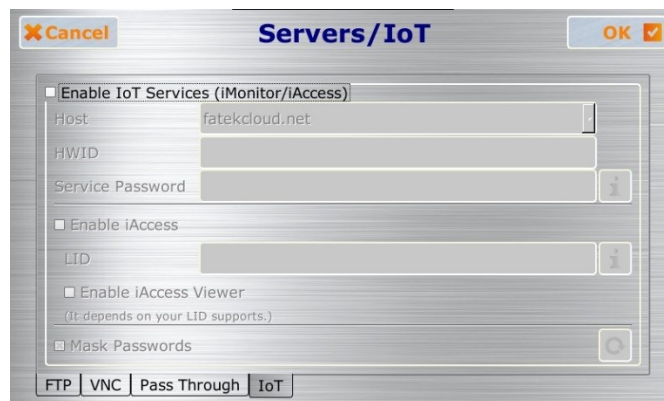 Cancel
Servers/IoT
OK
Enable IoT Services (iMonitor/iAccess)
Host
fatekcloud.net
HWID
Service Password
i
Enable iAccess
LID
i
Enable iAccess Viewer
(It depends on your LID supports.)
Mask Passwords
FTP
VNC
Pass Through
IoT